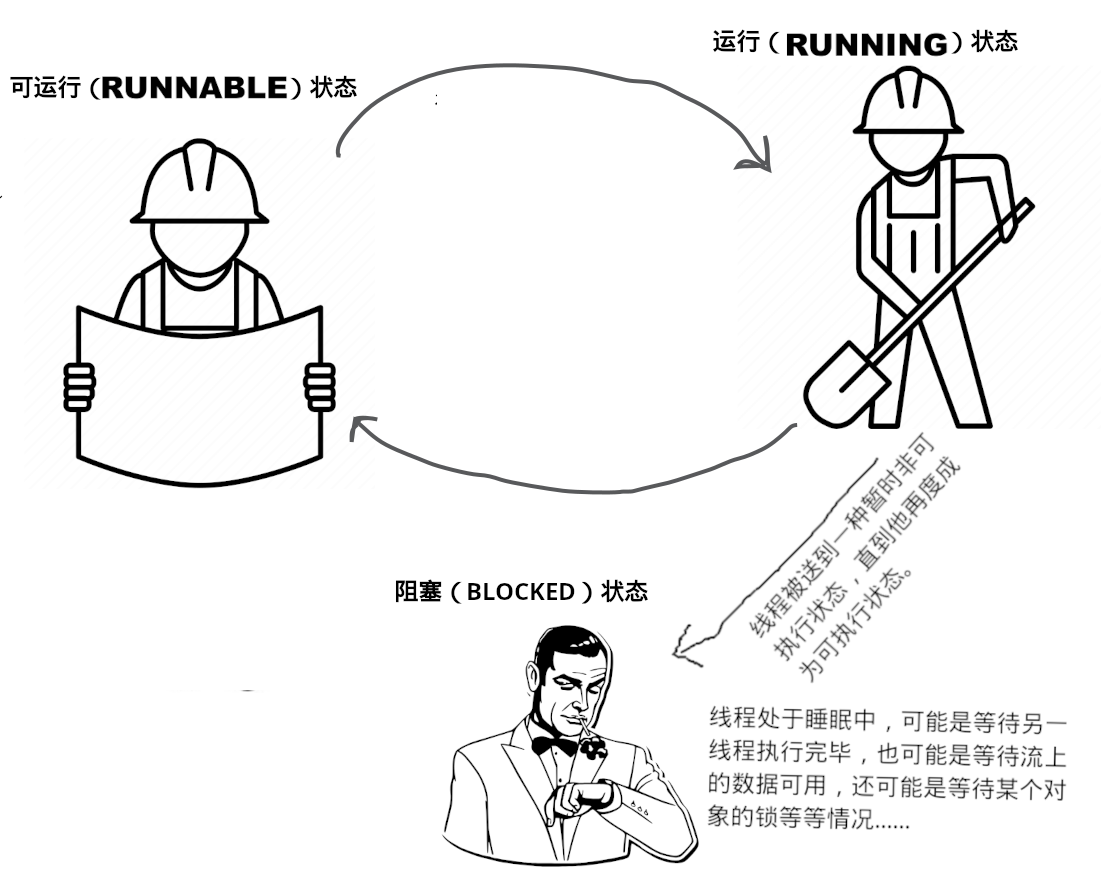 运行（RUNNING）状态
可运行（RUNNABLE）状态
线程被送到一种暂时非可
执行状态，直到他再度成
为可执行状态。
阻塞（BLOCKED）状态
线程处于睡眠中，可能是等待另一
线程执行完毕，也可能是等待流上
的数据可用，还可能是等待某个对
象的锁等等情况......